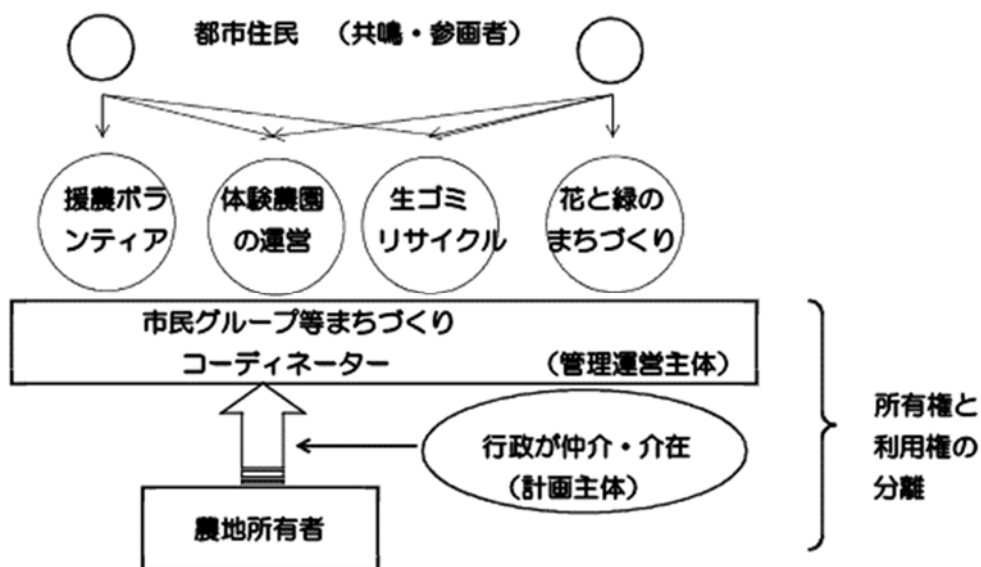 都市住民　（共鳴・参画者）
援農ボラ
ンティア
体験農園
の運営
生ゴミ
リサイクル
花と緑の
まちづくり
市民グループ等まちづくり
コーディネーター　（管理運営主体）
行政が仲介・介在
（計画主体）
農地所有者
所有権と
利用権の
分離